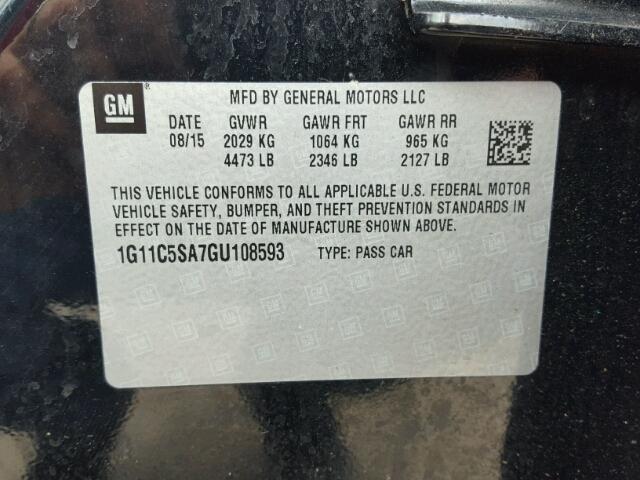 GM
MFD BY GENERAL MOTORS LLC
DATE GVWR GAWR FRT GAWR RR
08/15 2029 KG 1064 KG 965 KG
4473 LB 2346 LB 2127 LB
THIS VEHICLE CONFORMS TO ALL APPLICABLE U.S. FEDERAL MOTOR
VEHICLE SAFETY, BUMPER, AND THEFT PREVENTION STANDARDS IN
EFFECT ON THE DATE OF MANUFACTURE SHOWN ABOVE.
1G11C5SA7GU108593 TYPE: PASS CAR